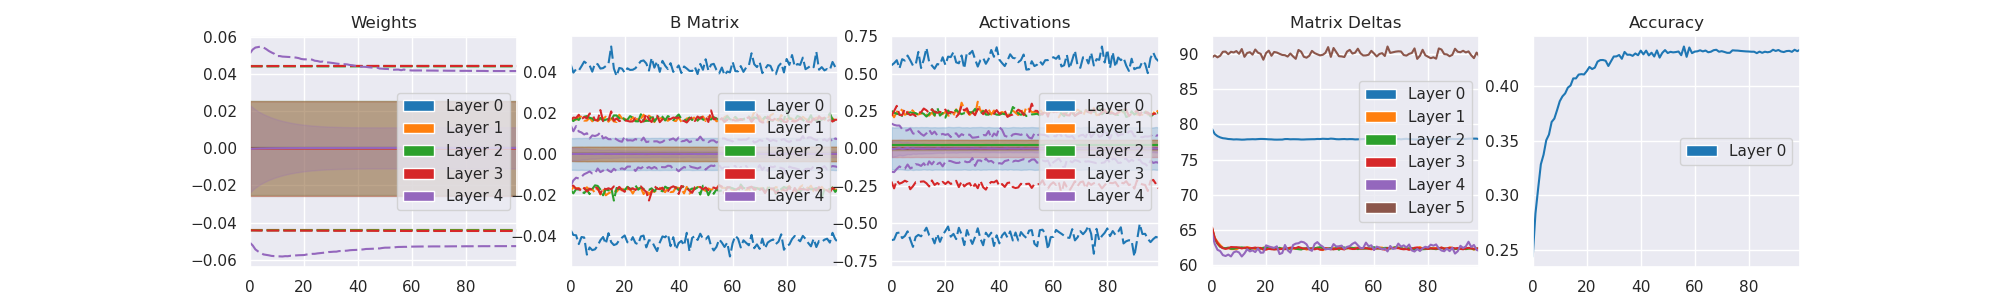 Weights
0.06
0.04
0.02
0.00
−0.02
−0.04
−0.06
0
20
40
60
80
Layer 0
Layer 1
Layer 2
Layer 3
Layer 4
B Matrix
0.04
0.02
0.00
−0.02
−0.04
0
20
40
60
80
Layer 0
Layer 1
Layer 2
Layer 3
Layer 4
Activations
0.75
0.50
0.25
0.00
−0.25
−0.50
−0.75
0
20
40
60
80
Layer 0
Layer 1
Layer 2
Layer 3
Layer 4
Matrix Deltas
90
85
80
75
70
65
60
0
20
40
60
80
Layer 0
Layer 1
Layer 2
Layer 3
Layer 4
Layer 5
Accuracy
0.40
0.35
0.30
0.25
0
20
40
60
80
Layer 0